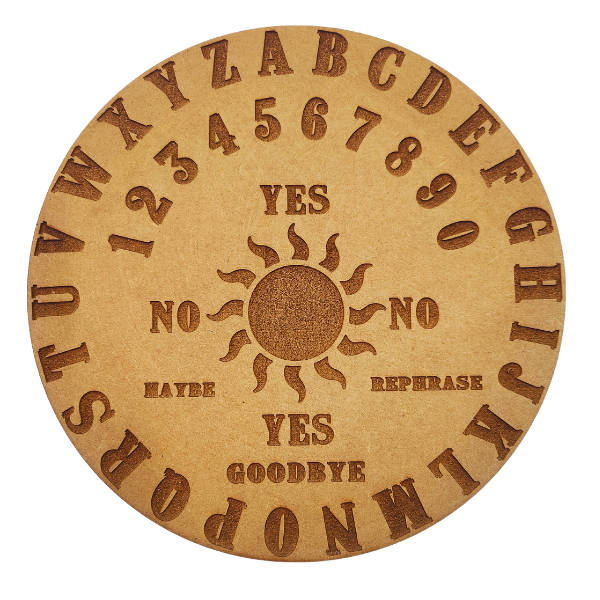 ABCDEFGHIJKLMNOPQRSTUVWXYZ
1234567890
YES
NO NO
MAYBE REPHRASE
YES
GOODBYE